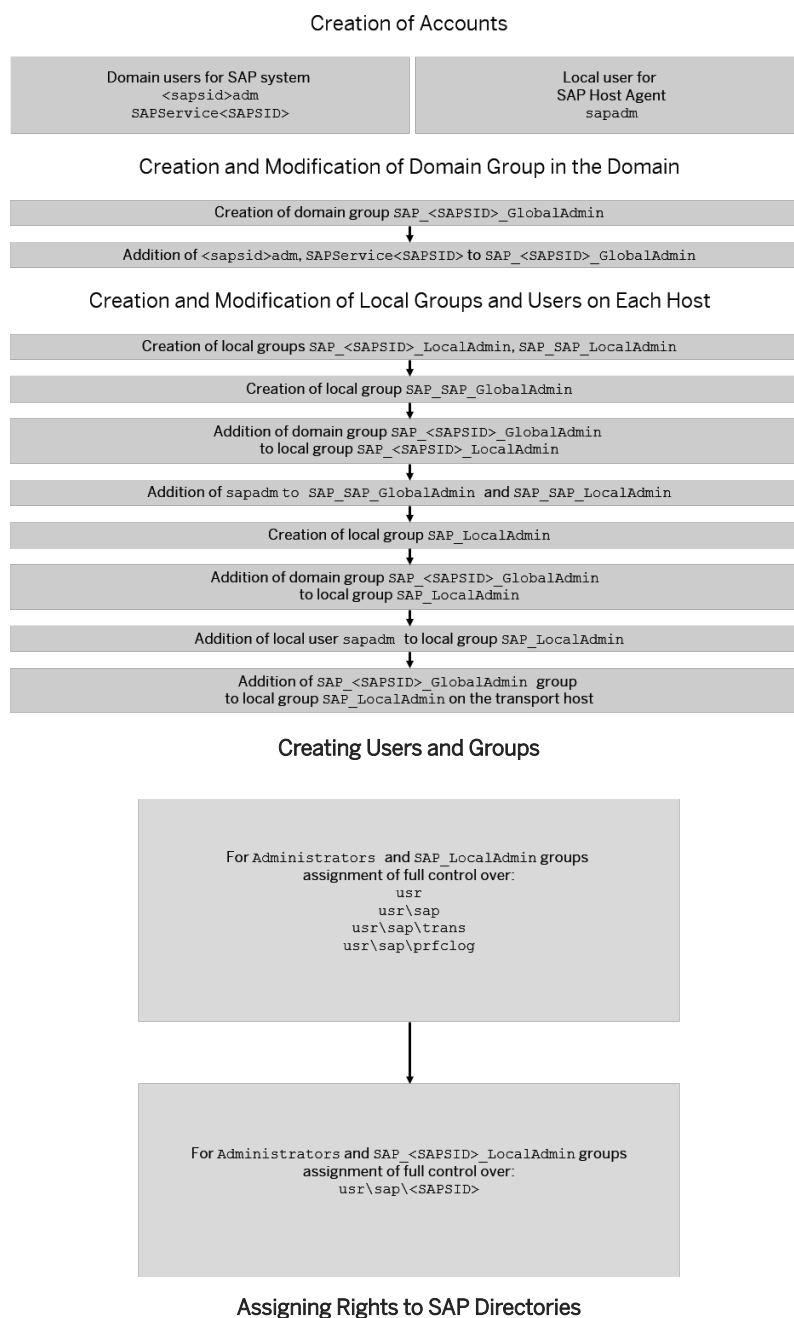 Creation of Accounts
Domain users for SAP system
<sapsid>adm
SAPService<SAPSID>
Local user for
SAP Host Agent
sapadm
Creation and Modification of Domain Group in the Domain
Creation of domain group SAP_<SAPSID>_GlobalAdmin
Addition of <sapsid>adm, SAPService<SAPSID> to SAP_<SAPSID>_GlobalAdmin
Creation and Modification of Local Groups and Users on Each Host
Creation of local groups SAP_<SAPSID>_LocalAdmin, SAP_SAP_LocalAdmin
Creation of local group SAP_SAP_GlobalAdmin
Addition of domain group SAP_<SAPSID>_GlobalAdmin
to local group SAP_<SAPSID>_LocalAdmin
Addition of sapadm to SAP_SAP_GlobalAdmin and SAP_SAP_LocalAdmin
Creation of local group SAP_LocalAdmin
Addition of domain group SAP_<SAPSID>_GlobalAdmin
to local group SAP_LocalAdmin
Addition of local user sapadm to local group SAP_LocalAdmin
Addition of SAP_<SAPSID>_GlobalAdmin group
to local group SAP_LocalAdmin on the transport host
Creating Users and Groups
For Administrators and SAP_LocalAdmin groups
assignment of full control over:
usr
usr\sap
usr\sap\trans
usr\sap\prfclog
For Administrators and SAP_<SAPSID>_LocalAdmin groups
assignment of full control over:
usr\sap\<SAPSID>
Assigning Rights to SAP Directories